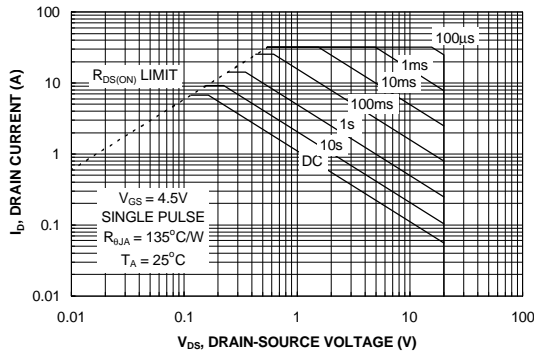 100
10
1
0.1
0.01
0.01
0.1
1
10
100
I_D, DRAIN CURRENT (A)
V_DS, DRAIN-SOURCE VOLTAGE (V)
R_DS(ON) LIMIT
100μs
1ms
10ms
100ms
1s
10s
DC
V_GS = 4.5V
SINGLE PULSE
R_θJA = 135°C/W
T_A = 25°C